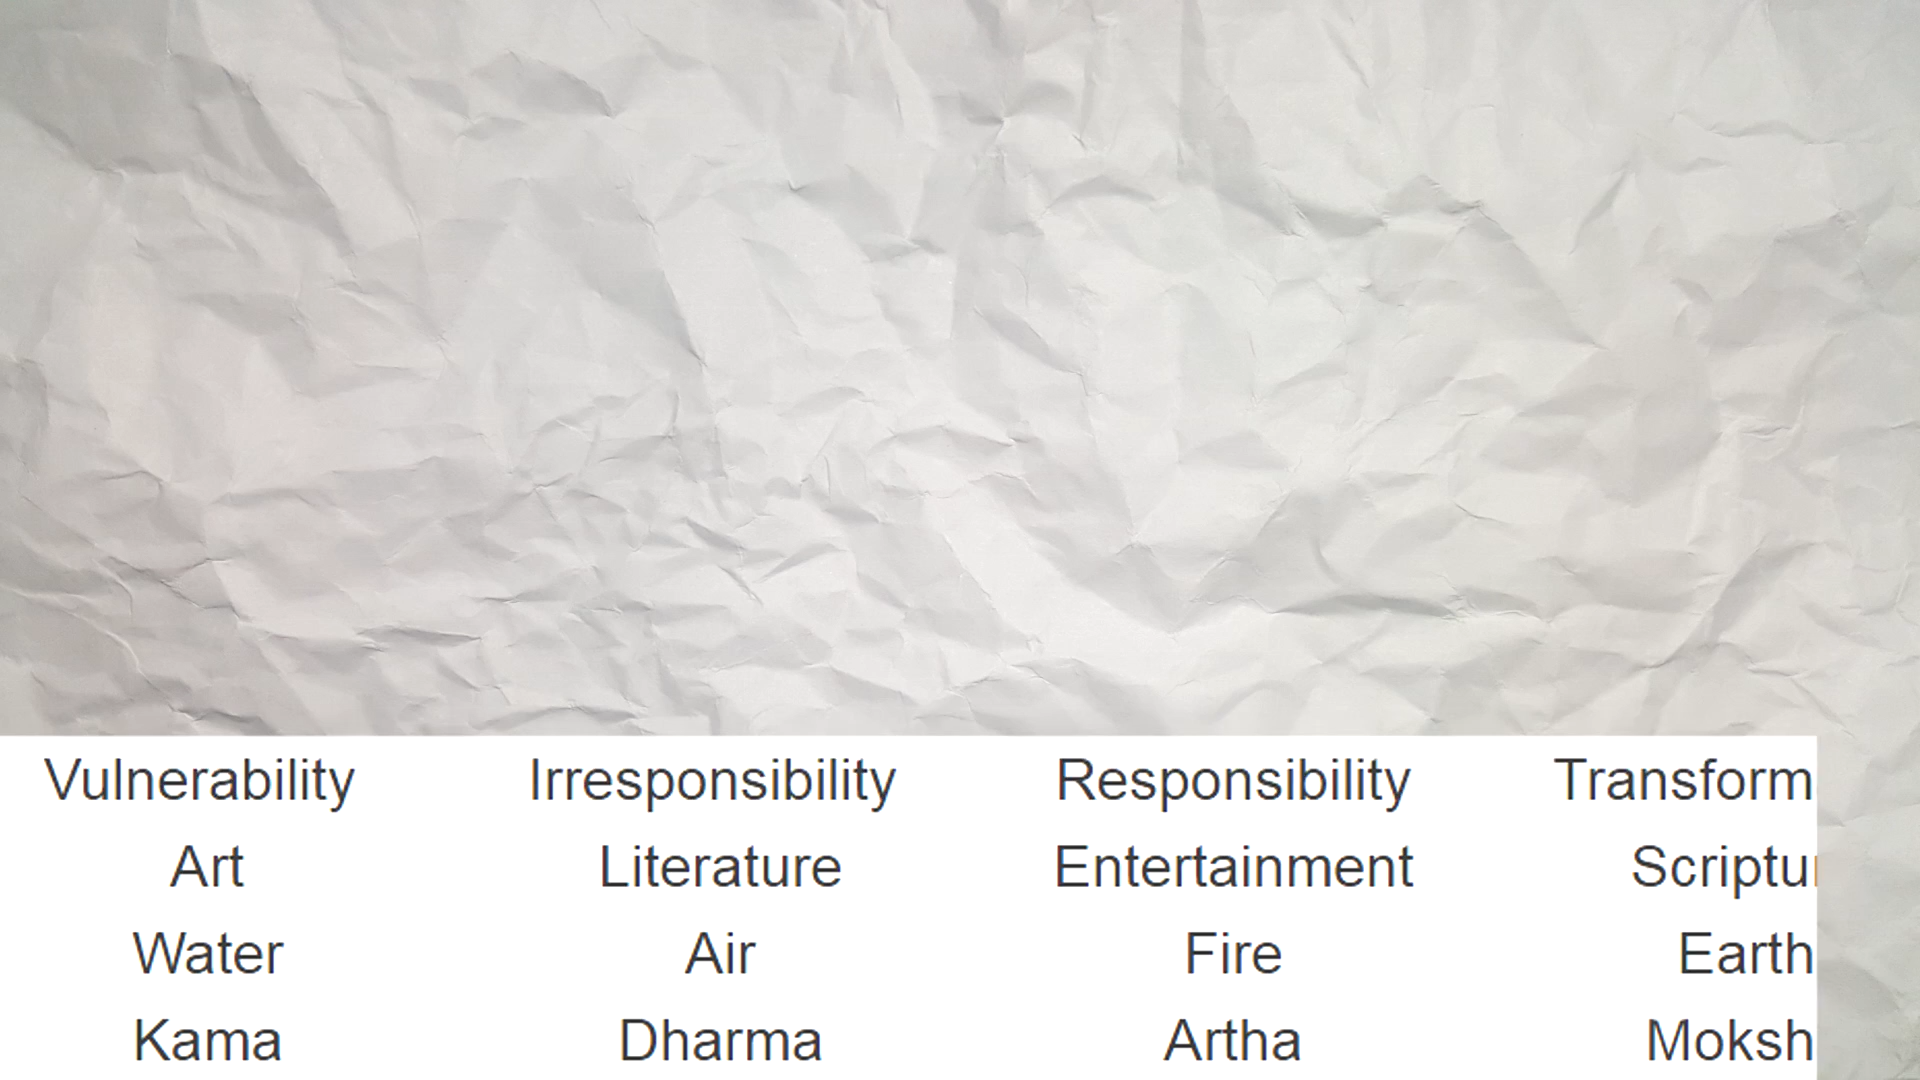 Vulnerability Irresponsibility Responsibility Transform
Art Literature Entertainment Scriptu
Water Air Fire Earth
Kama Dharma Artha Moksh